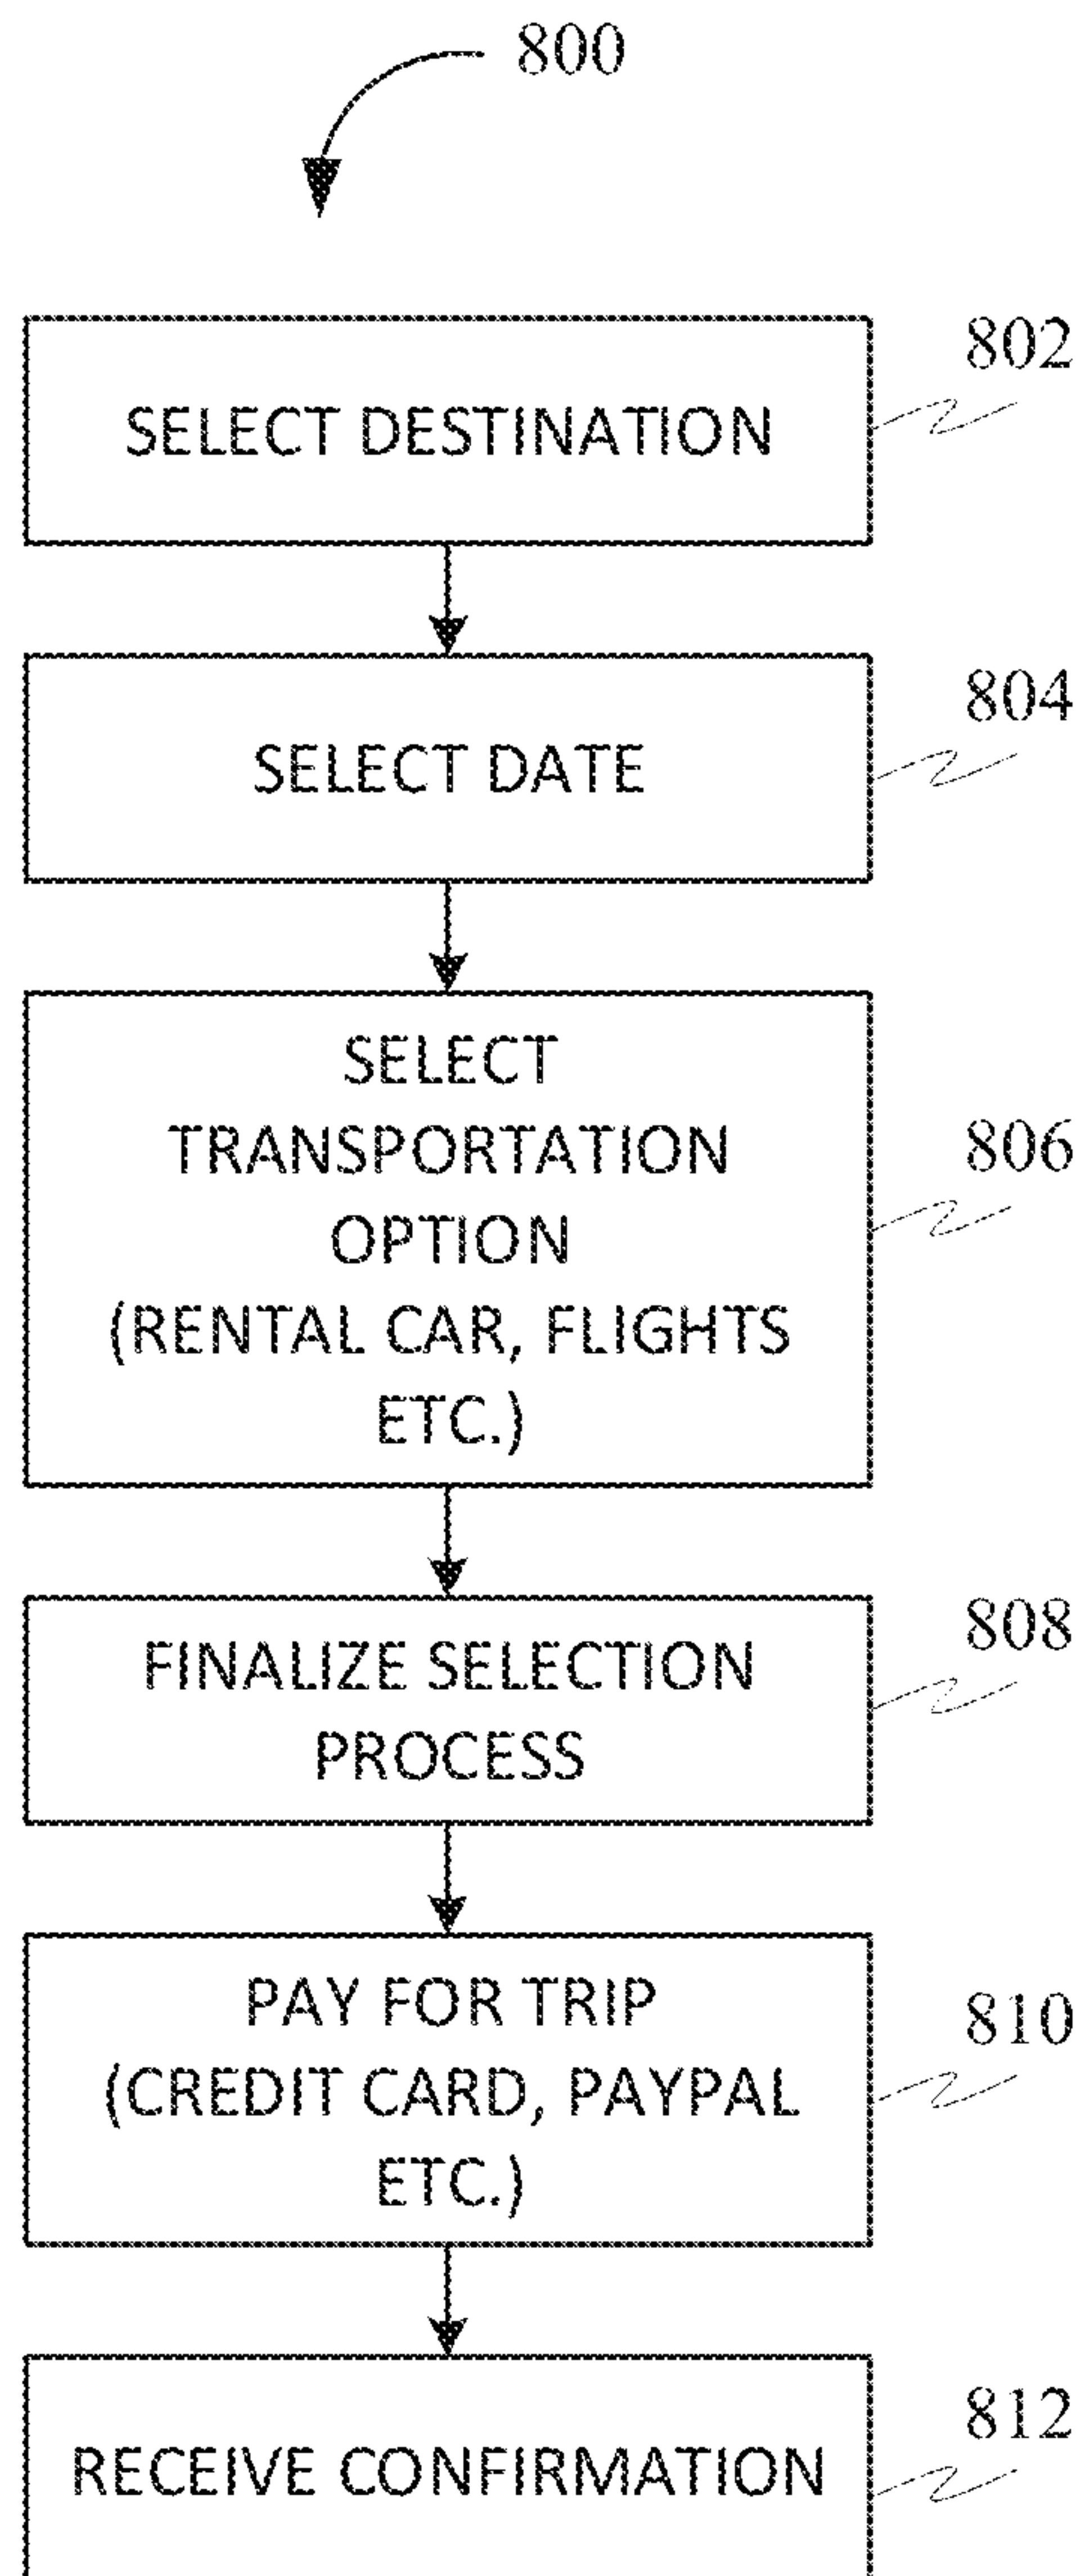 800
802
SELECT DESTINATION
804
SELECT DATE
806
SELECT
TRANSPORTATION
OPTION
(RENTAL CAR, FLIGHTS
ETC.)
808
FINALIZE SELECTION
PROCESS
810
PAY FOR TRIP
(CREDIT CARD, PAYPAL
ETC.)
812
RECEIVE CONFIRMATION